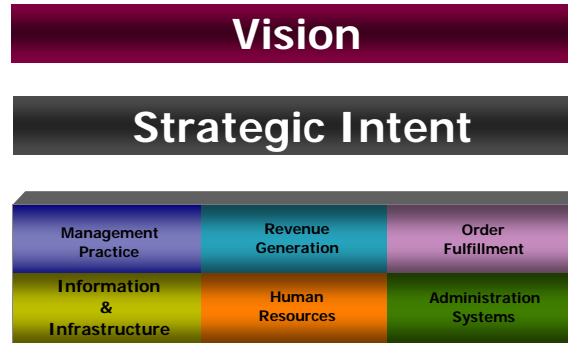 Vision
Strategic Intent
Management
Practice
Revenue
Generation
Order
Fulfillment
Information
&
Infrastructure
Human
Resources
Administration
Systems